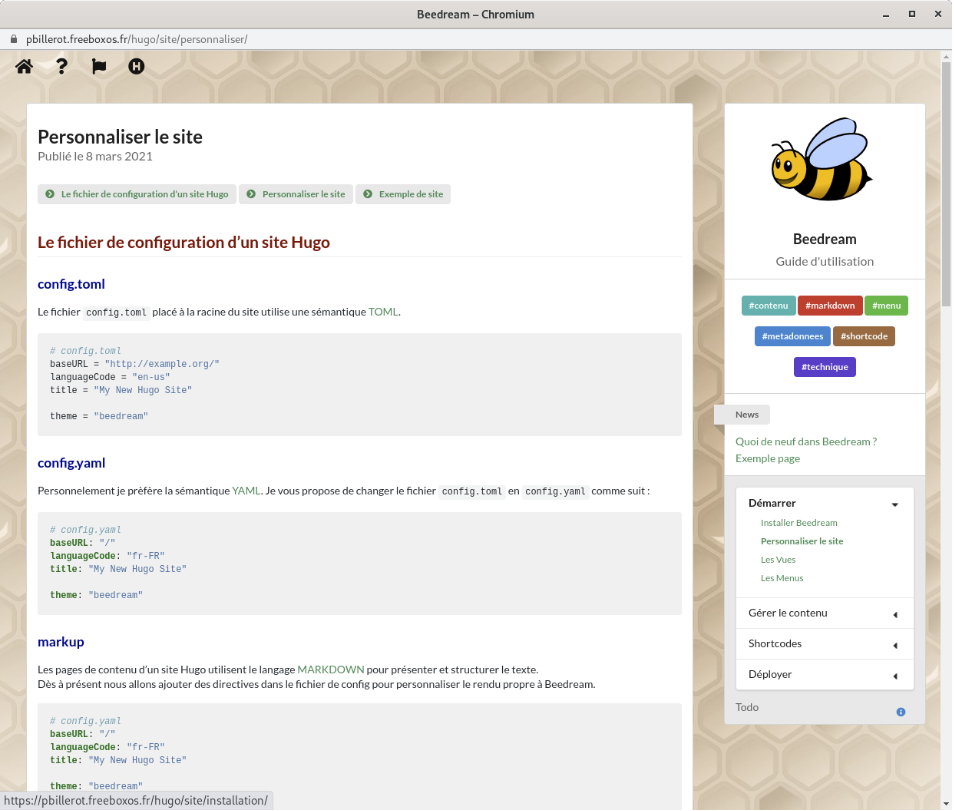 Beedream – Chromium
pbillerot.freeboxos.fr/hugo/site/personnaliser/
Personnaliser le site
Publié le 8 mars 2021
Le fichier de configuration d'un site Hugo
Personnaliser le site
Exemple de site
Le fichier de configuration d'un site Hugo
config.toml
Le fichier config.toml placé à la racine du site utilise une sémantique TOML.
# config.toml
baseURL = "http://example.org/"
languageCode = "en-us"
title = "My New Hugo Site"
theme = "beedream"
config.yaml
Personnelement je préfère la sémantique YAML. Je vous propose de changer le fichier config.toml en config.yaml comme suit :
# config.yaml
baseURL: "/"
languageCode: "fr-FR"
title: "My New Hugo Site"
theme: "beedream"
markup
Les pages de contenu d'un site Hugo utilisent le langage MARKDOWN pour présenter et structurer le texte.
Dès à présent nous allons ajouter des directives dans le fichier de config pour personnaliser le rendu propre à Beedream.
# config.yaml
baseURL: "/"
languageCode: "fr-FR"
title: "My New Hugo Site"
theme: "beedream"
https://pbillerot.freeboxos.fr/hugo/site/installation/
Beedream
Guide d'utilisation
#contenu
#markdown
#menu
#metadonnees
#shortcode
#technique
News
Quoi de neuf dans Beedream ?
Exemple page
Démarrer
Installer Beedream
Personnaliser le site
Les Vues
Les Menus
Gérer le contenu
Shortcodes
Déployer
Todo